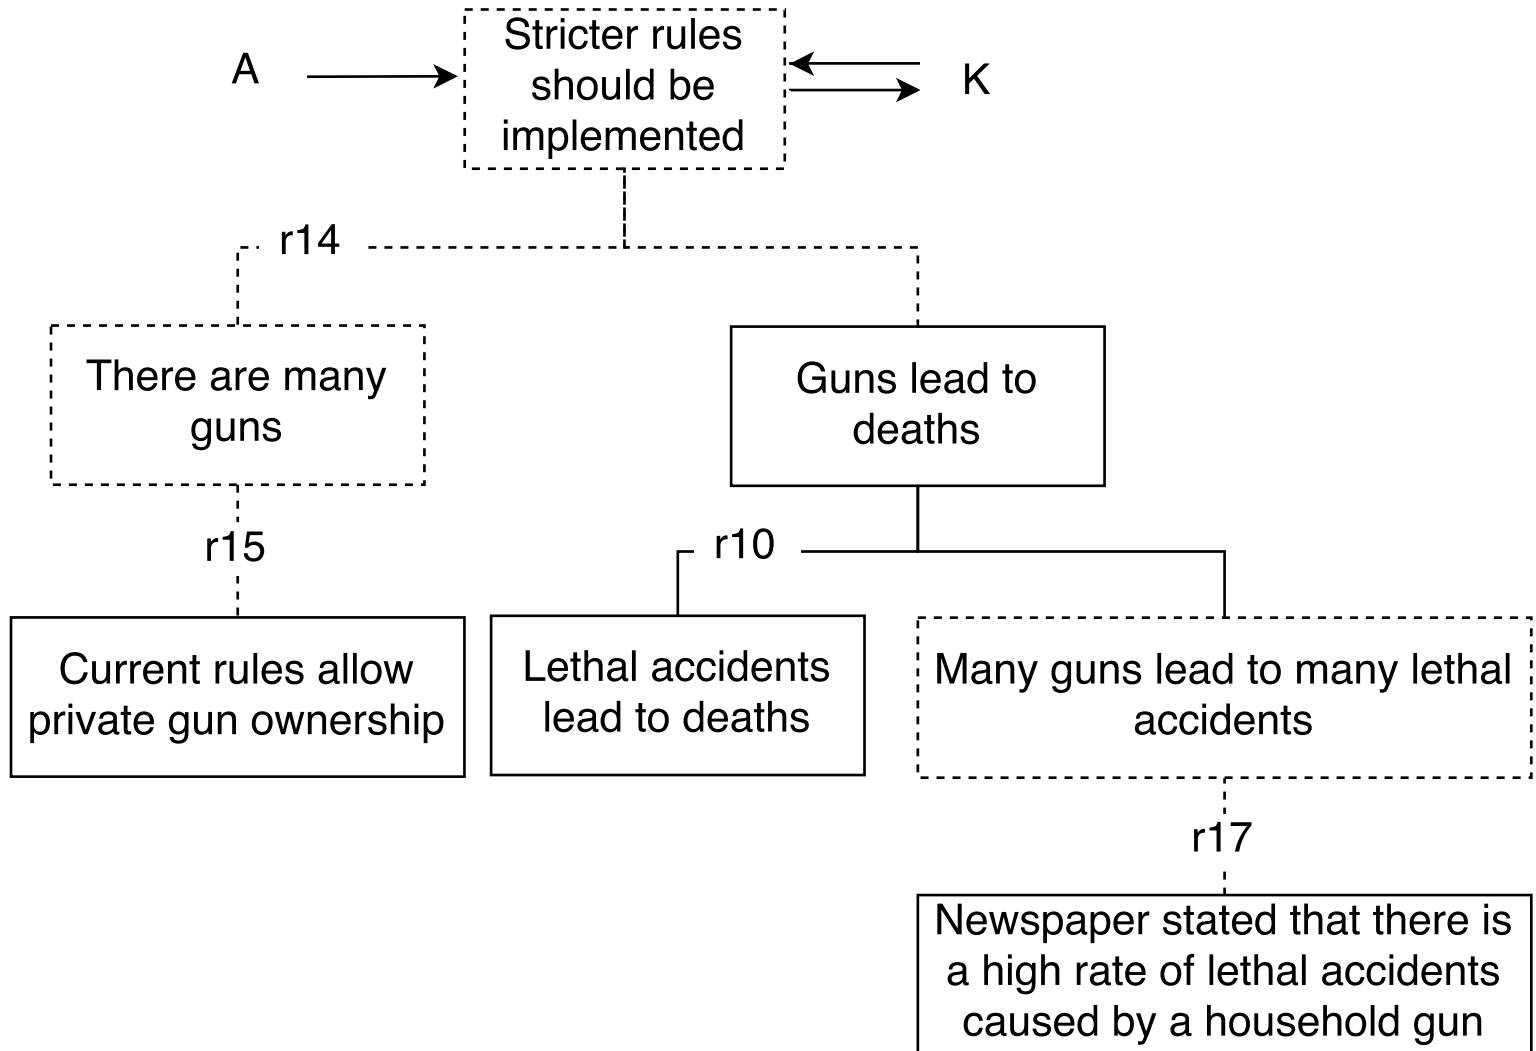 A
Stricter rules
should be
implemented
K
r14
There are many
guns
Guns lead to
deaths
r15
r10
Current rules allow
private gun ownership
Lethal accidents
lead to deaths
Many guns lead to many lethal
accidents
r17
Newspaper stated that there is
a high rate of lethal accidents
caused by a household gun